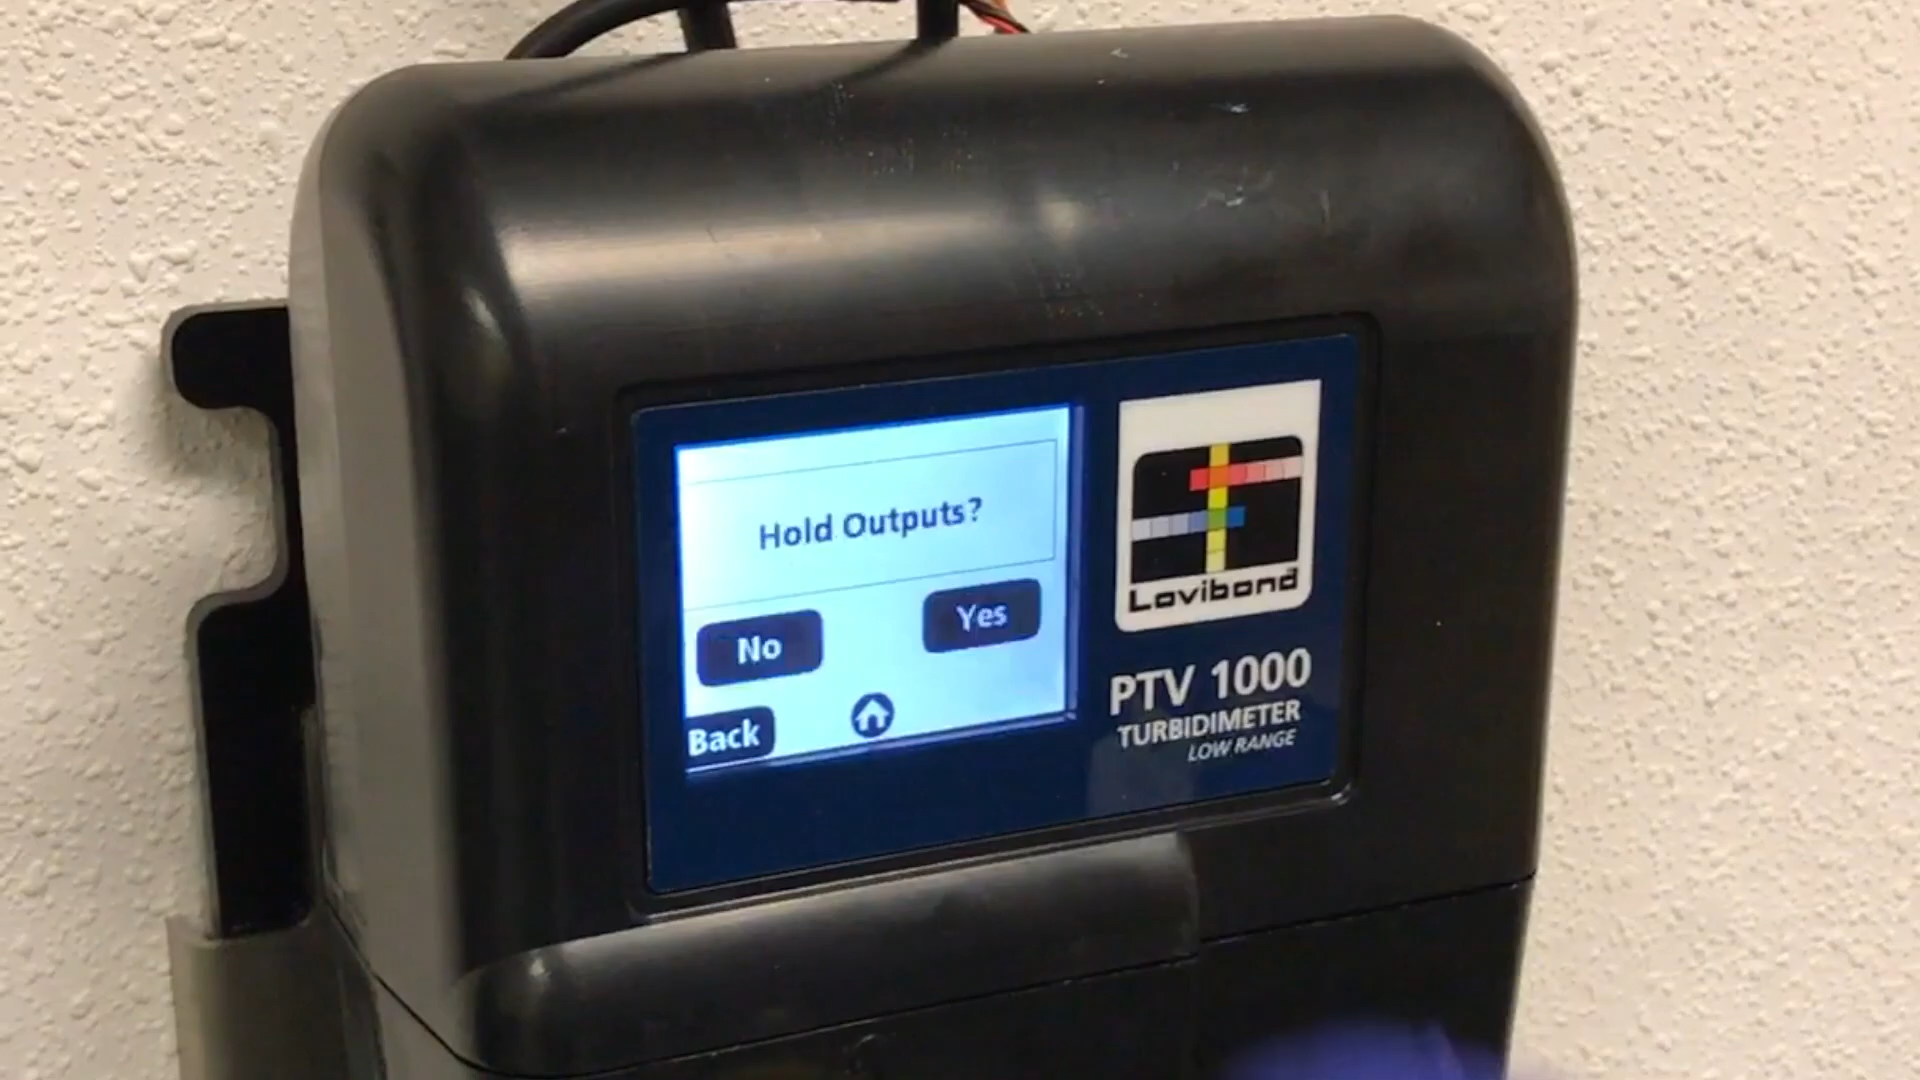 Hold Outputs?
No
Yes
Back
Lovibond
PTV 1000
TURBIDIMETER
LOW RANGE